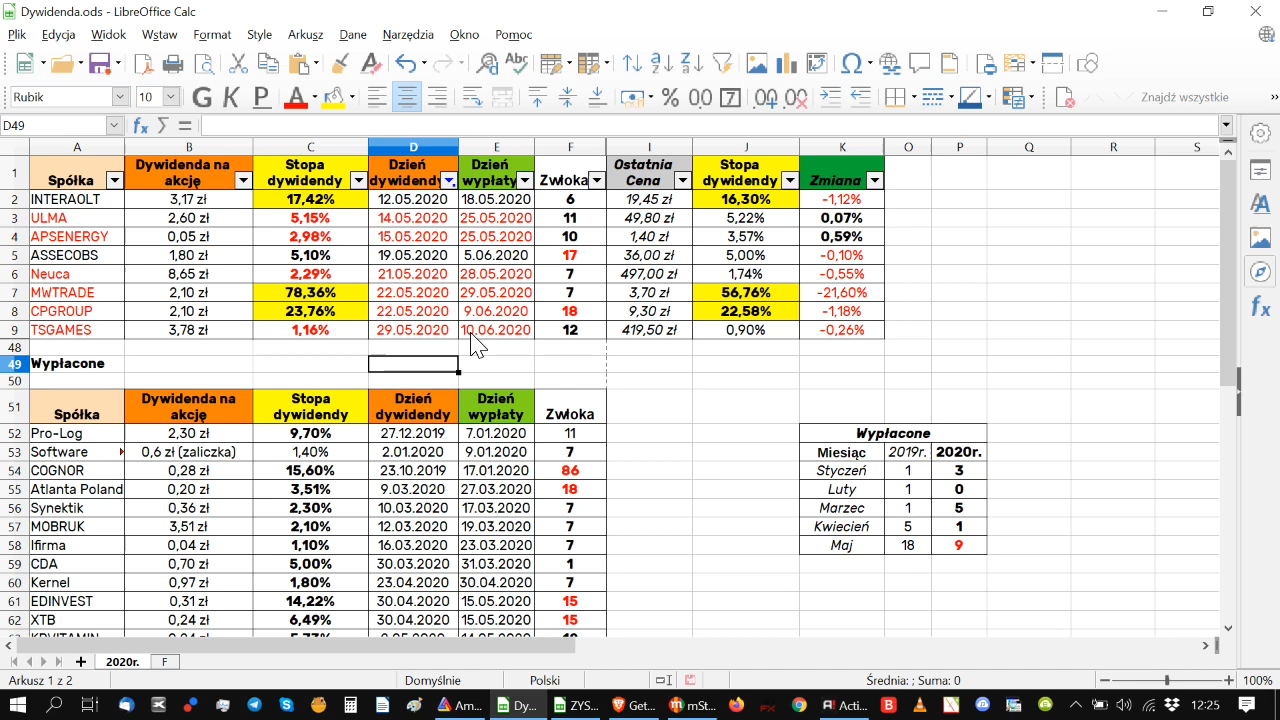 Dywidenda.ods - LibreOffice Calc
Plik Edycja Widok Wstaw Format Style Arkusz Dane Narzędzia Okno Pomoc
Rubik 10 G K P Znajdź wszystkie
D49
A B C D E F I J K O P Q R S
1 Spółka Dywidenda na akcję Stopa dywidendy Dzień dywidendy Dzień wypłaty Zwłoka Ostatnia Cena Stopa dywidendy Zmiana
2 INTERAOLT 3,17 zł 17,42% 12.05.2020 18.05.2020 6 19,45 zł 16,30% -1,12%
3 ULMA 2,60 zł 5,15% 14.05.2020 25.05.2020 11 49,80 zł 5,22% 0,07%
4 APSENERGY 0,05 zł 2,98% 15.05.2020 25.05.2020 10 1,40 zł 3,57% 0,59%
5 ASSECOBS 1,80 zł 5,10% 19.05.2020 5.06.2020 17 36,00 zł 5,00% -0,10%
6 Neuca 8,65 zł 2,29% 21.05.2020 28.05.2020 7 497,00 zł 1,74% -0,55%
7 MWTRADE 2,10 zł 78,36% 22.05.2020 29.05.2020 7 3,70 zł 56,76% -21,60%
8 CPGROUP 2,10 zł 23,76% 22.05.2020 9.06.2020 18 9,30 zł 22,58% -1,18%
9 TSGAMES 3,78 zł 1,16% 29.05.2020 10.06.2020 12 419,50 zł 0,90% -0,26%
48
49 Wypłacone
50
51 Spółka Dywidenda na akcję Stopa dywidendy Dzień dywidendy Dzień wypłaty Zwłoka
52 Pro-Log 2,30 zł 9,70% 27.12.2019 7.01.2020 11 Wypłacone
53 Software 0,6 zł (zaliczka) 1,40% 2.01.2020 9.01.2020 7 Miesiąc 2019r. 2020r.
54 COGNOR 0,28 zł 15,60% 23.10.2019 17.01.2020 86 Styczeń 1 3
55 Atlanta Poland 0,20 zł 3,51% 9.03.2020 27.03.2020 18 Luty 1 0
56 Synektik 0,36 zł 2,30% 10.03.2020 17.03.2020 7 Marzec 1 5
57 MOBRUK 3,51 zł 2,10% 12.03.2020 19.03.2020 7 Kwiecień 5 1
58 Ifirma 0,04 zł 1,10% 16.03.2020 23.03.2020 7 Maj 18 9
59 CDA 0,70 zł 5,00% 30.03.2020 31.03.2020 1
60 Kernel 0,97 zł 1,80% 23.04.2020 30.04.2020 7
61 EDINVEST 0,31 zł 14,22% 30.04.2020 15.05.2020 15
62 XTB 0,24 zł 6,49% 30.04.2020 15.05.2020 15
2020r. F
Arkusz 1 z 2 Domyślnie Polski Średnia: ; Suma: 0 100%
Am... Dy... ZYS... Get... mSt... Acti... 12:25